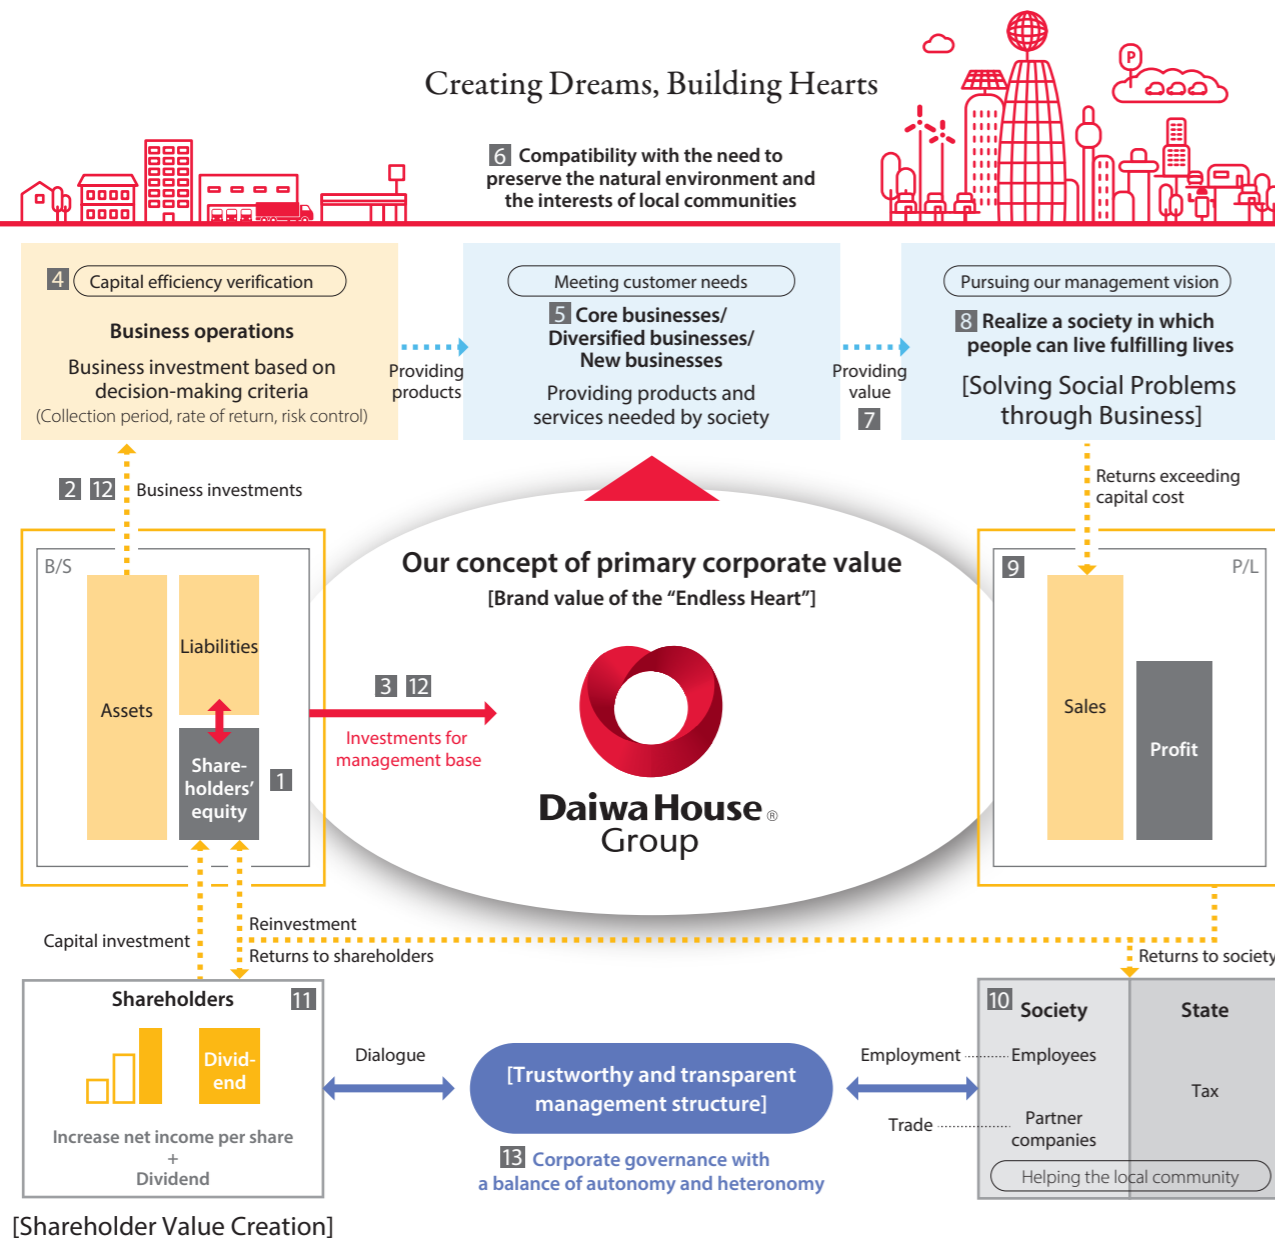 Creating Dreams, Building Hearts
P
6 Compatibility with the need to
preserve the natural environment and
the interests of local communities
4 Capital efficiency verification
Business operations
Business investment based on
decision-making criteria
(Collection period, rate of return, risk control)
Providing
products
Meeting customer needs
5 Core businesses/
Diversified businesses/
New businesses
Providing products and
services needed by society
Providing
value
7
Pursuing our management vision
8 Realize a society in which
people can live fulfilling lives
[Solving Social Problems
through Business]
2 12 Business investments
Returns exceeding
capital cost
B/S
Assets
Liabilities
Share-
holders’
equity
1
3 12
Investments for
management base
Our concept of primary corporate value
[Brand value of the “Endless Heart”]
Daiwa House ®
Group
9
P/L
Sales
Profit
Capital investment
Reinvestment
Returns to shareholders
Returns to society
Shareholders
11
Divid-
end
Increase net income per share
+
Dividend
[Shareholder Value Creation]
Dialogue
[Trustworthy and transparent
management structure]
13 Corporate governance with
a balance of autonomy and heteronomy
Employment
Trade
10 Society
Employees
Partner
companies
State
Tax
Helping the local community